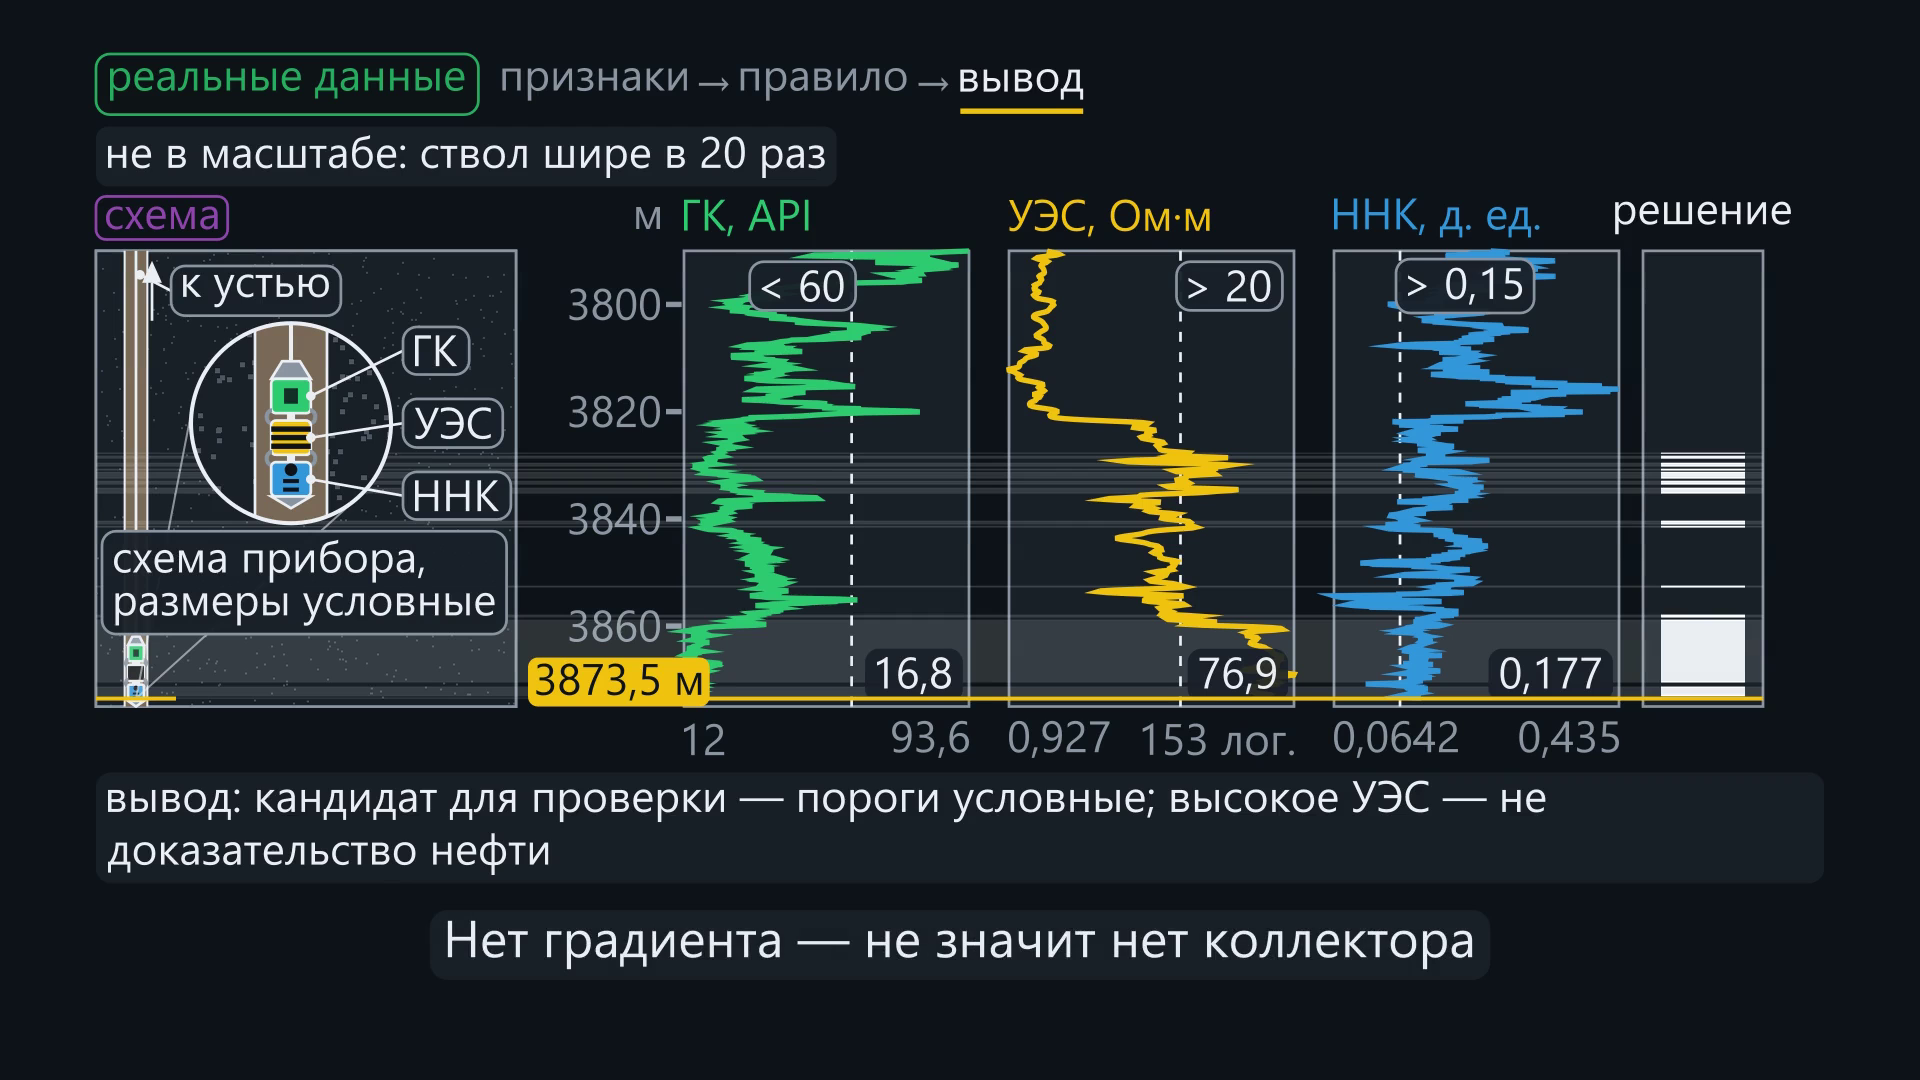 реальные данные признаки → правило → вывод
не в масштабе: ствол шире в 20 раз
схема м ГК, API УЭС, Ом·м ННК, д. ед. решение
к устью < 60 > 20 > 0,15
3800
ГК
УЭС
3820
ННК
3840
схема прибора,
размеры условные
3860
3873,5 м 16,8 76,9 0,177
12 93,6 0,927 153 лог. 0,0642 0,435
вывод: кандидат для проверки — пороги условные; высокое УЭС — не
доказательство нефти
Нет градиента — не значит нет коллектора